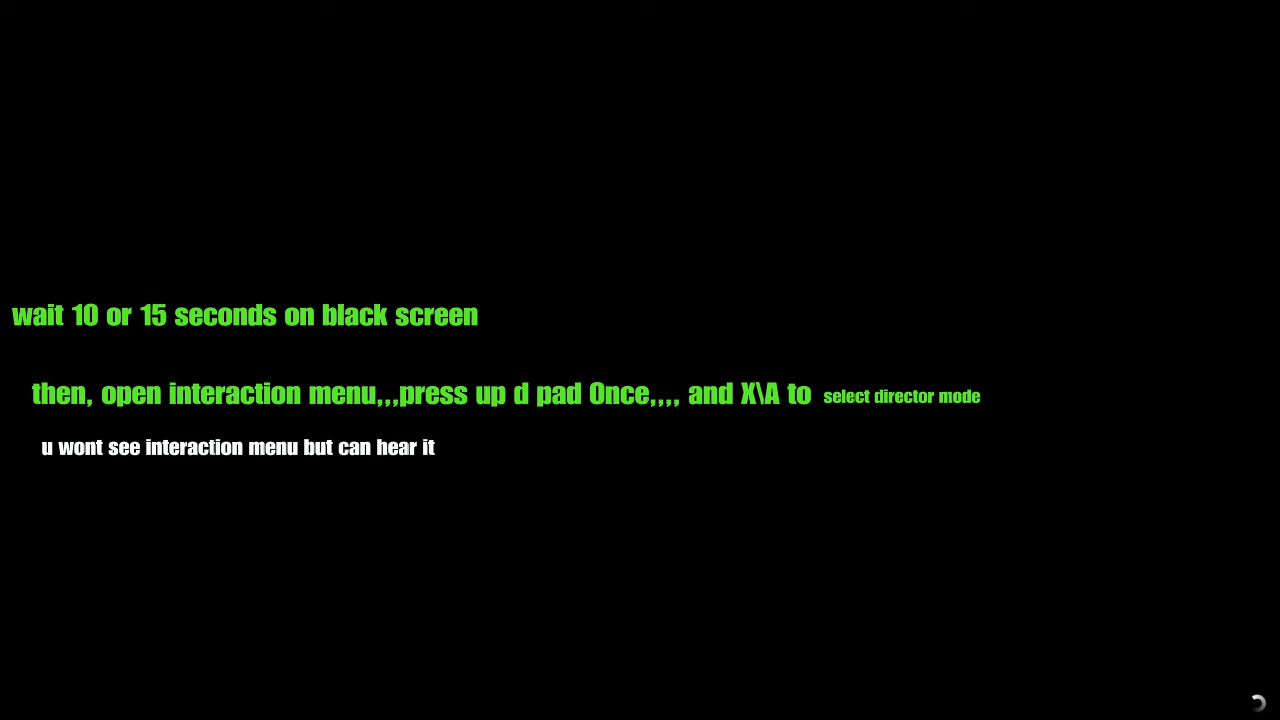 wait 10 or 15 seconds on black screen
then, open interaction menu,,,press up d pad Once,,,, and X\A to select director mode
u wont see interaction menu but can hear it